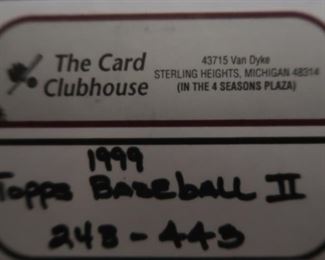 The Card Clubhouse
43715 Van Dyke
STERLING HEIGHTS, MICHIGAN 48314
(IN THE 4 SEASONS PLAZA)
1999
Topps Baseball II
248 - 443